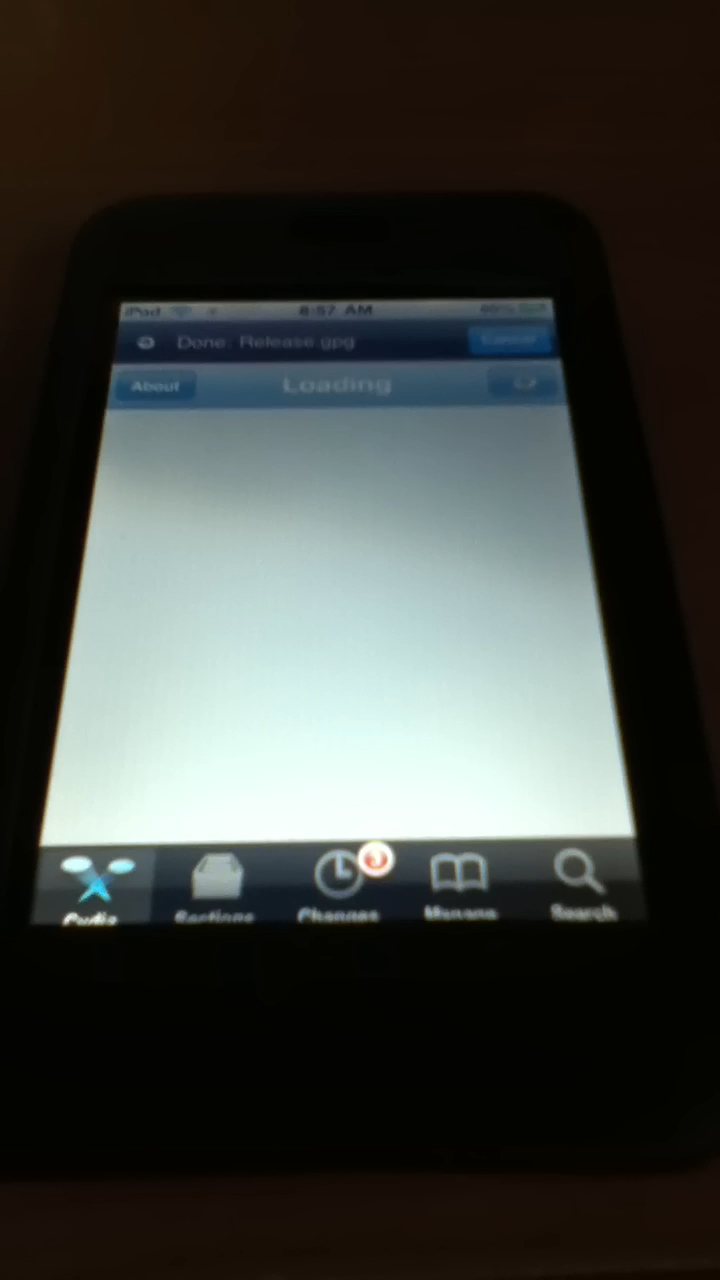 iPod 8:57 AM
Done: Release.gpg Cancel
About Loading
Cydia Sections Changes Manage Search